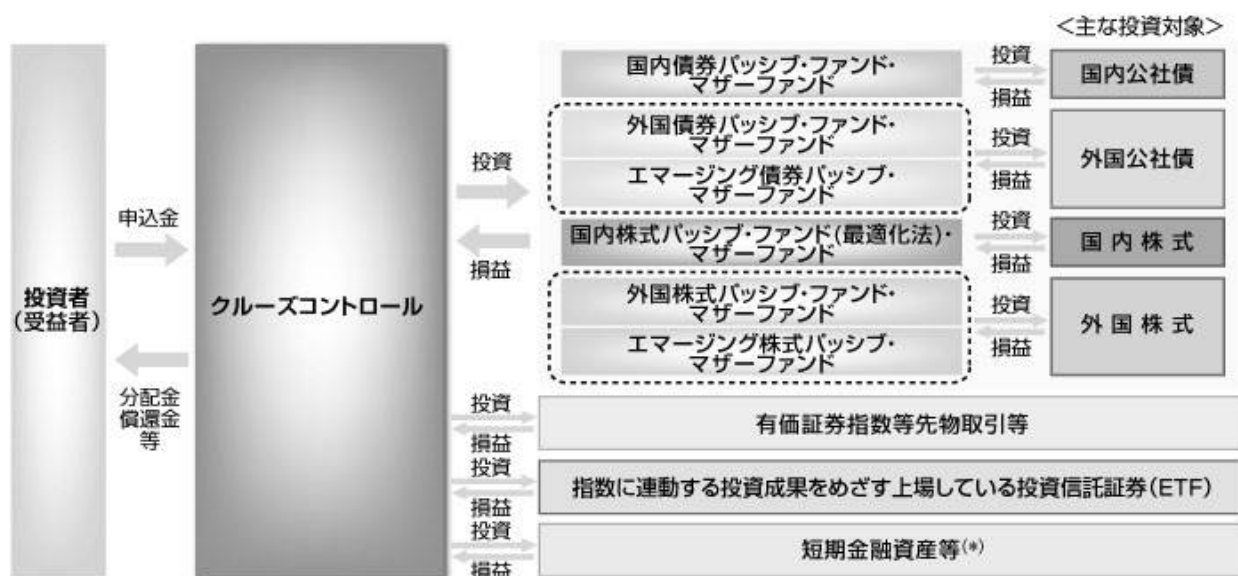 <主な投資対象>
投資者
(受益者)
申込金
分配金
償還金
等
クルーズコントロール
投資
損益
国内債券パッシブ・ファンド・
マザーファンド
投資
損益
国内公社債
外国債券パッシブ・ファンド・
マザーファンド
エマージング債券パッシブ・
マザーファンド
投資
損益
外国公社債
国内株式パッシブ・ファンド(最適化法)・
マザーファンド
投資
損益
国内株式
外国株式パッシブ・ファンド・
マザーファンド
エマージング株式パッシブ・
マザーファンド
投資
損益
外国株式
投資
損益
有価証券指数等先物取引等
投資
損益
指数に連動する投資成果をめざす上場している投資信託証券(ETF)
投資
損益
短期金融資産等(*)